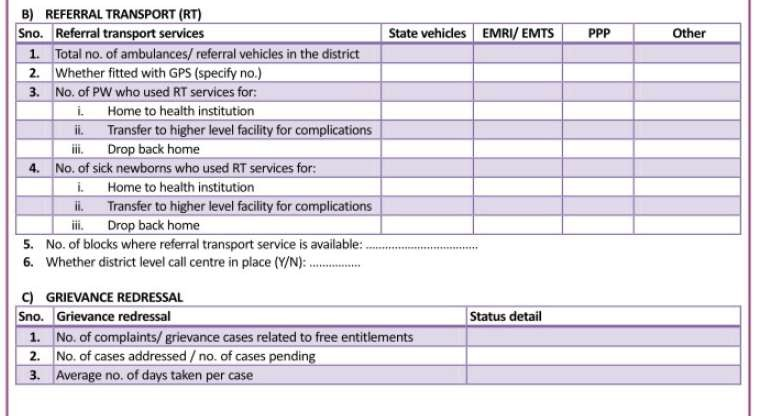 B) REFERRAL TRANSPORT (RT)
Sno. Referral transport services State vehicles EMRI/ EMTS PPP Other
1. Total no. of ambulances/ referral vehicles in the district
2. Whether fitted with GPS (specify no.)
3. No. of PW who used RT services for:
i. Home to health institution
ii. Transfer to higher level facility for complications
iii. Drop back home
4. No. of sick newborns who used RT services for:
i. Home to health institution
ii. Transfer to higher level facility for complications
iii. Drop back home
5. No. of blocks where referral transport service is available: ...................................
6. Whether district level call centre in place (Y/N): ................
C) GRIEVANCE REDRESSAL
Sno. Grievance redressal Status detail
1. No. of complaints/ grievance cases related to free entitlements
2. No. of cases addressed / no. of cases pending
3. Average no. of days taken per case